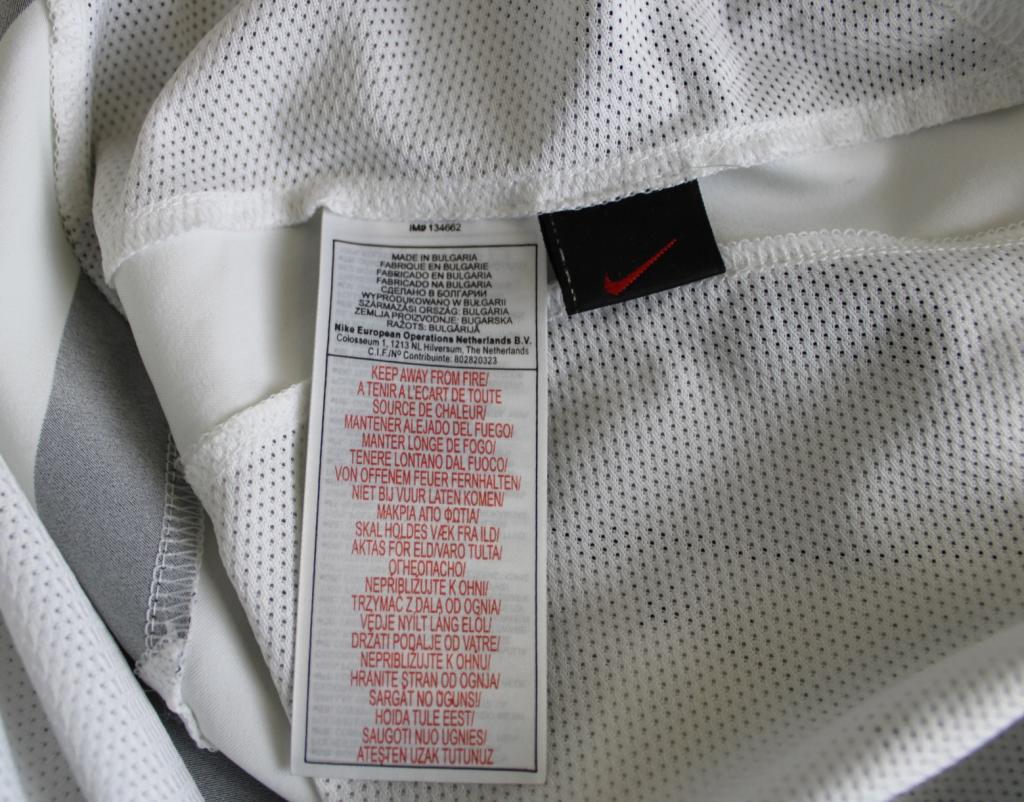 IM# 134662
MADE IN BULGARIA
FABRIQUE EN BULGARIE
FABRICADO EN BULGARIA
FABRICADO NA BULGARIA
СДЕЛАНО В БОЛГАРИИ
WYPRODUKOWANO W BUŁGARII
SZÁRMAZÁSI ORSZÁG: BULGÁRIA
ZEMLJA PROIZVODNJE: BUGARSKA
RAŽOTS: BULGĀRIJĀ
Nike European Operations Netherlands B.V.
Colosseum 1, 1213 NL Hilversum, The Netherlands
C.I.F./Nº Contribuinte: 802820323
KEEP AWAY FROM FIRE/
A TENIR A L'ECART DE TOUTE
SOURCE DE CHALEUR/
MANTENER ALEJADO DEL FUEGO/
MANTER LONGE DE FOGO/
TENERE LONTANO DAL FUOCO/
VON OFFENEM FEUER FERNHALTEN/
NIET BIJ VUUR LATEN KOMEN/
ΜΑΚΡΙΑ ΑΠΟ ΦΩΤΙΑ/
SKAL HOLDES VÆK FRA ILD/
AKTAS FÖR ELD/VARO TULTA/
ОГНЕОПАСНО/
NEPRIBLIŽUJTE K OHNI/
TRZYMAĆ Z DALA OD OGNIA/
VÉDJE NYÍLT LÁNG ELÖL/
DRŽATI PODALJE OD VATRE/
NEPRIBLIŽUJTE K OHNU/
HRANITE STRAN OD OGNJA/
SARGĀT NO UGUNS!/
HOIDA TULE EEST/
SAUGOTI NUO UGNIES/
ATEŞTEN UZAK TUTUNUZ